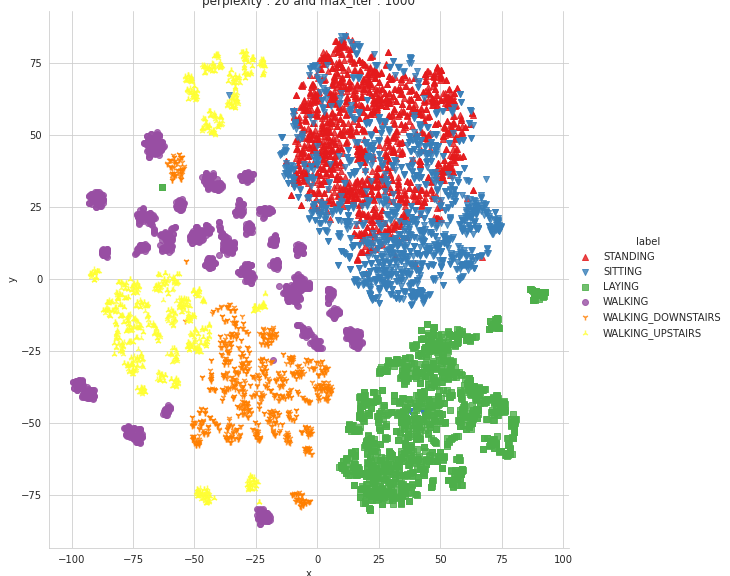 perplexity : 20 and max_iter : 1000
75
50
25
0
−25
−50
−75
y
−100
−75
−50
−25
0
25
50
75
100
x
label
STANDING
SITTING
LAYING
WALKING
WALKING_DOWNSTAIRS
WALKING_UPSTAIRS